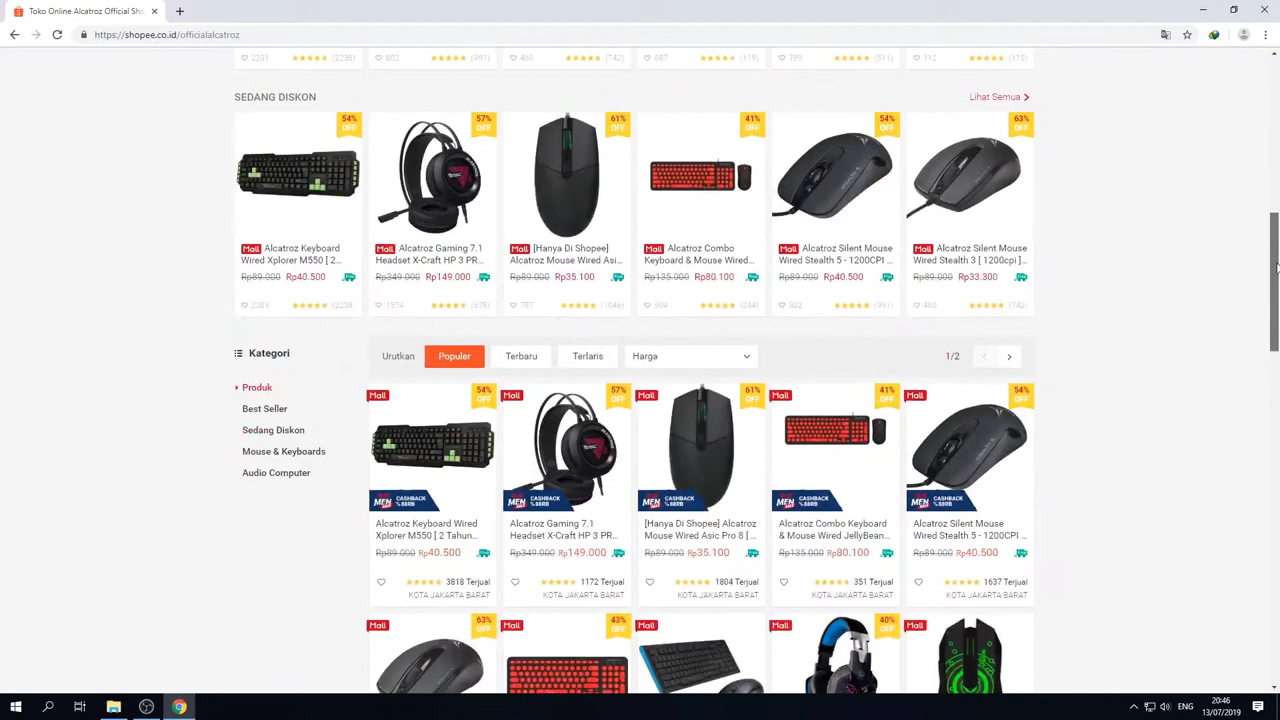 Toko Online Alcatroz Official Sho
https://shopee.co.id/officialalcatroz
2201 (2238) 802 (991) 460 (742) 687 (119) 789 (511) 112 (115)
SEDANG DISKON
Lihat Semua
54% OFF
57% OFF
61% OFF
41% OFF
54% OFF
63% OFF
Mall Alcatroz Keyboard
Wired Xplorer M550 [ 2...
Rp89.000 Rp40.500
2201 (2238)
Mall Alcatroz Gaming 7.1
Headset X-Craft HP 3 PR...
Rp349.000 Rp149.000
1574 (575)
Mall [Hanya Di Shopee]
Alcatroz Mouse Wired Asi...
Rp89.000 Rp35.100
787 (1046)
Mall Alcatroz Combo
Keyboard & Mouse Wired...
Rp135.000 Rp80.100
(244)
Mall Alcatroz Silent Mouse
Wired Stealth 5 - 1200CPI ...
Rp89.000 Rp40.500
802 (991)
Mall Alcatroz Silent Mouse
Wired Stealth 3 [ 1200cpi ]...
Rp89.000 Rp33.300
460 (742)
Kategori
Produk
Best Seller
Sedang Diskon
Mouse & Keyboards
Audio Computer
Urutkan Populer Terbaru Terlaris Harga 1/2
Mall 54% OFF
MEN CASHBACK %88RB
Alcatroz Keyboard Wired
Xplorer M550 [ 2 Tahun...
Rp89.000 Rp40.500
3818 Terjual
KOTA JAKARTA BARAT
Mall 57% OFF
MEN CASHBACK %88RB
Alcatroz Gaming 7.1
Headset X-Craft HP 3 PR...
Rp349.000 Rp149.000
1172 Terjual
KOTA JAKARTA BARAT
Mall 61% OFF
MEN CASHBACK %88RB
[Hanya Di Shopee] Alcatroz
Mouse Wired Asic Pro 8 [ ...
Rp89.000 Rp35.100
1804 Terjual
KOTA JAKARTA BARAT
Mall 41% OFF
MEN CASHBACK %88RB
Alcatroz Combo Keyboard
& Mouse Wired JellyBean...
Rp135.000 Rp80.100
351 Terjual
KOTA JAKARTA BARAT
Mall 54% OFF
MEN CASHBACK %88RB
Alcatroz Silent Mouse
Wired Stealth 5 - 1200CPI ...
Rp89.000 Rp40.500
1637 Terjual
KOTA JAKARTA BARAT
Mall 63% OFF
Mall 43% OFF
Mall
Mall 40% OFF
Mall
ENG
20:46
13/07/2019